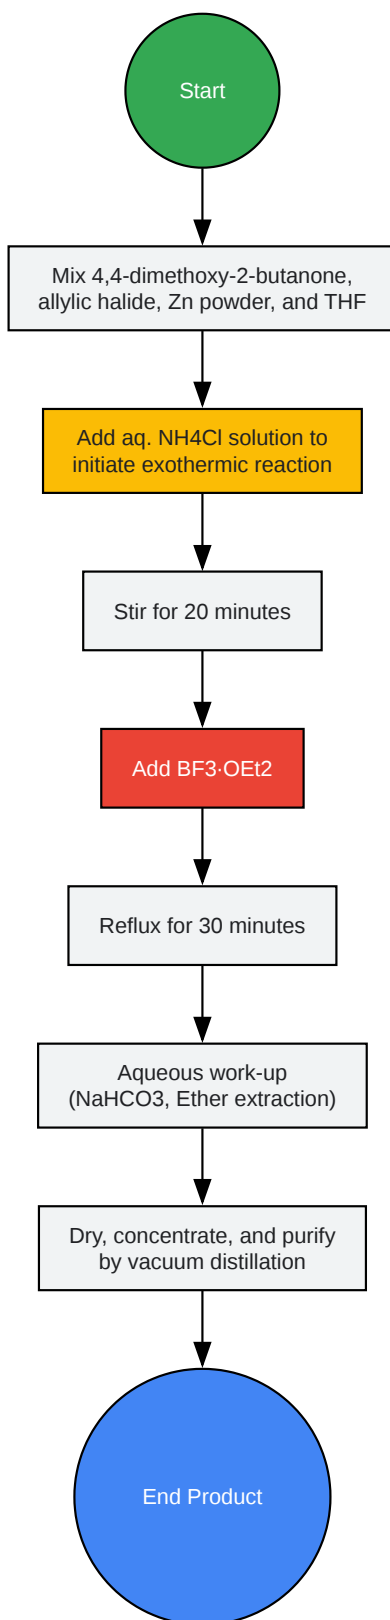 Start
Mix 4,4-dimethoxy-2-butanone,
allylic halide, Zn powder, and THF
Add aq. NH4Cl solution to
initiate exothermic reaction
Stir for 20 minutes
Add BF3·OEt2
Reflux for 30 minutes
Aqueous work-up
(NaHCO3, Ether extraction)
Dry, concentrate, and purify
by vacuum distillation
End Product